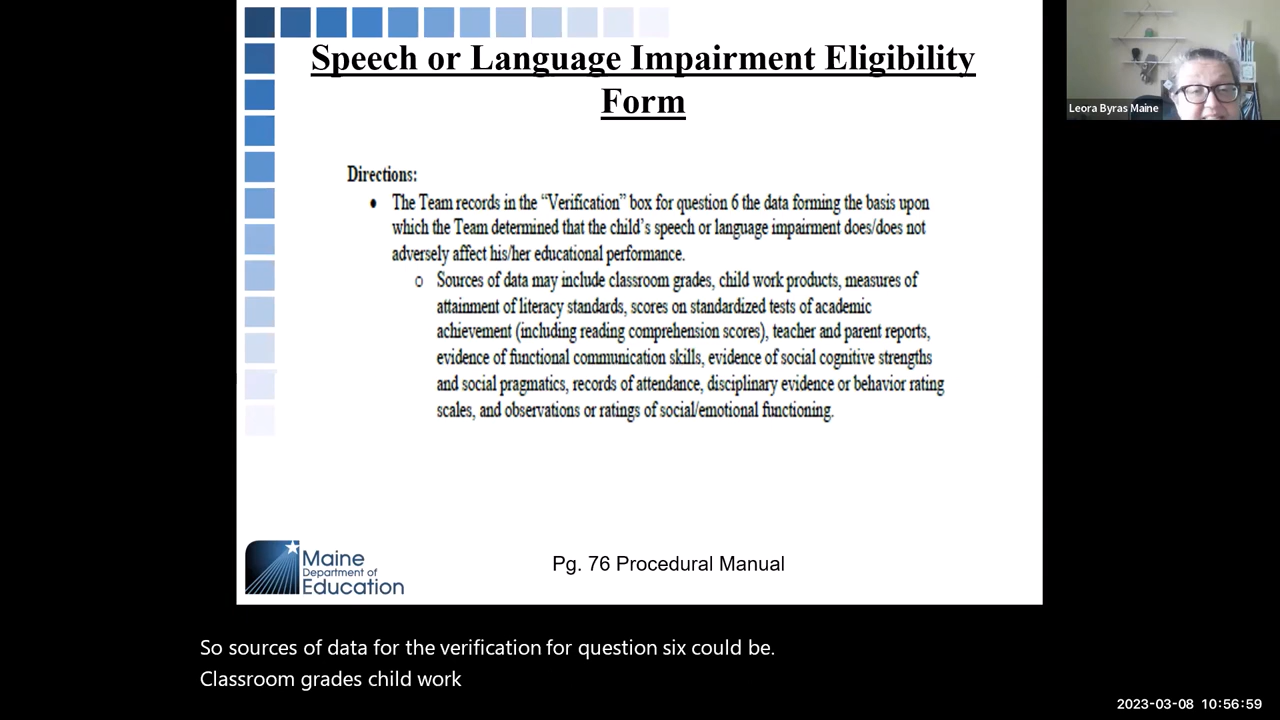 Speech or Language Impairment Eligibility
Form
Leora Byras Maine
Directions:
• The Team records in the “Verification” box for question 6 the data forming the basis upon
which the Team determined that the child’s speech or language impairment does/does not
adversely affect his/her educational performance.
o Sources of data may include classroom grades, child work products, measures of
attainment of literacy standards, scores on standardized tests of academic
achievement (including reading comprehension scores), teacher and parent reports,
evidence of functional communication skills, evidence of social cognitive strengths
and social pragmatics, records of attendance, disciplinary evidence or behavior rating
scales, and observations or ratings of social/emotional functioning.
Maine
Department of
Education
Pg. 76 Procedural Manual
So sources of data for the verification for question six could be.
Classroom grades child work
2023-03-08 10:56:59